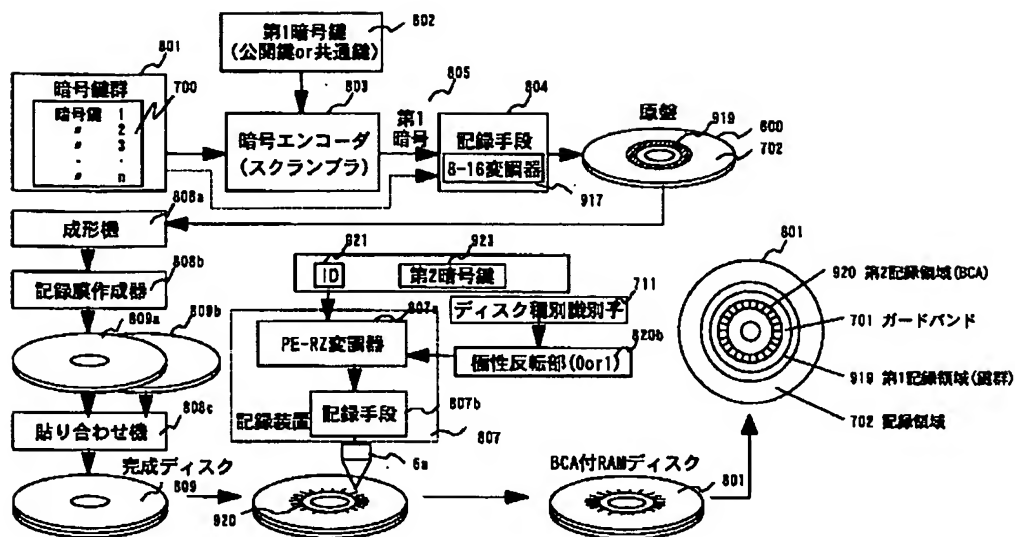 802
第1暗号鍵
(公開鍵or共通鍵)
801
暗号鍵群
700
暗号鍵 1
〃 2
〃 3
・ ・
〃 n
803
暗号エンコーダ
(スクランブラ)
805
第1
暗号
804
記録手段
8-16変調器
917
原盤
919
800
702
808a
成形機
808b
記録膜作成器
809a
809b
808c
貼り合わせ機
完成ディスク
809
921
923
ID
第2暗号鍵
711
ディスク種別識別子
807a
PE-RZ変調器
820b
極性反転部(0or1)
記録装置
記録手段
807b
807
6a
920
BCA付RAMディスク
801
801
920 第2記録領域(BCA)
701 ガードバンド
919 第1記録領域(鍵群)
702 記録領域